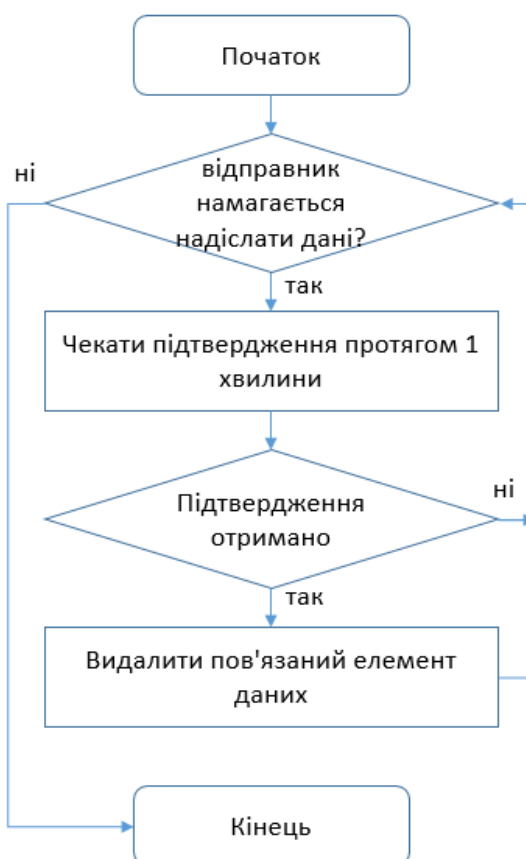 Початок
ні
відправник
намагається
надіслати дані?
так
Чекати підтвердження протягом 1
хвилини
ні
Підтвердження
отримано
так
Видалити пов'язаний елемент
даних
Кінець